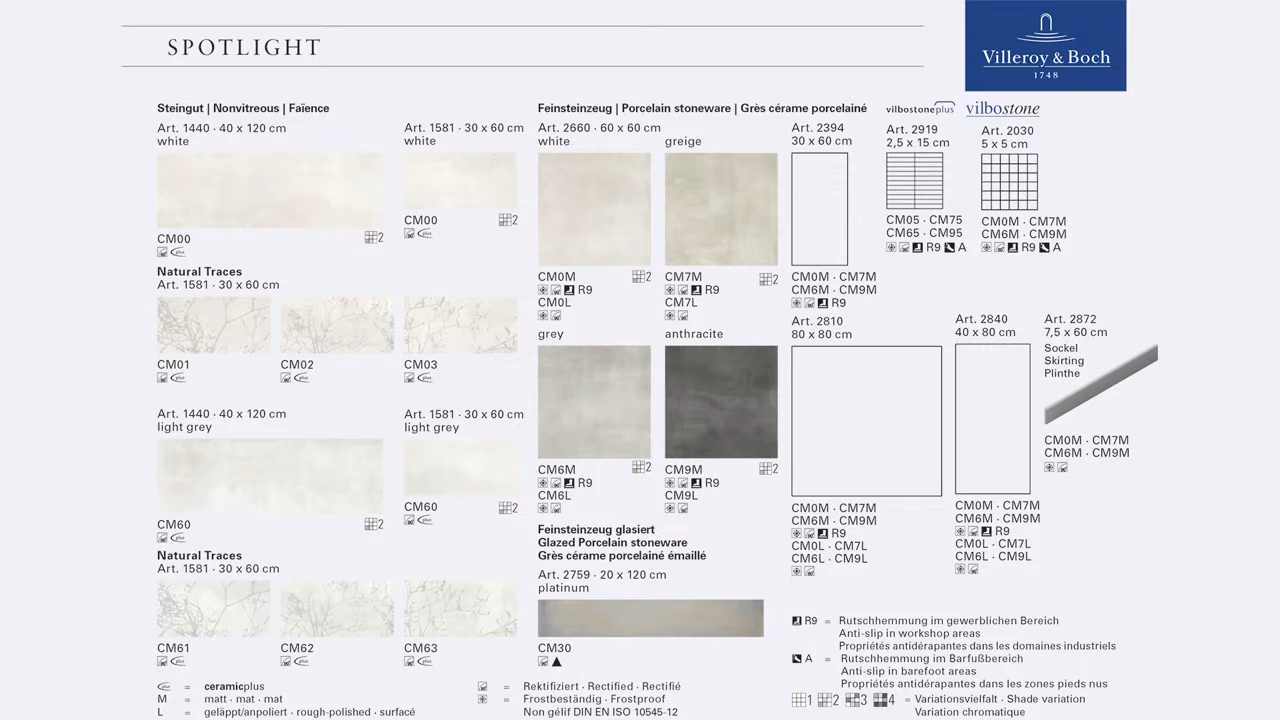 SPOTLIGHT
Villeroy & Boch
1748
Steingut | Nonvitreous | Faïence
Art. 1440 · 40 x 120 cm
white
CM00
2
Art. 1581 · 30 x 60 cm
white
CM00
2
plus
plus
Natural Traces
Art. 1581 · 30 x 60 cm
CM01
plus
CM02
plus
CM03
plus
Art. 1440 · 40 x 120 cm
light grey
CM60
2
plus
Art. 1581 · 30 x 60 cm
light grey
CM60
2
plus
Natural Traces
Art. 1581 · 30 x 60 cm
CM61
plus
CM62
plus
CM63
plus
Feinsteinzeug | Porcelain stoneware | Grès cérame porcelainé
Art. 2660 · 60 x 60 cm
white
CM0M
2
R9
CM0L
greige
CM7M
2
R9
CM7L
grey
CM6M
2
R9
CM6L
anthracite
CM9M
2
R9
CM9L
Feinsteinzeug glasiert
Glazed Porcelain stoneware
Grès cérame porcelainé émaillé
Art. 2759 · 20 x 120 cm
platinum
CM30
Art. 2394
30 x 60 cm
CM0M · CM7M
CM6M · CM9M
R9
vilbostoneplus
Art. 2919
2,5 x 15 cm
CM05 · CM75
CM65 · CM95
R9 A
vilbostone
Art. 2030
5 x 5 cm
CM0M · CM7M
CM6M · CM9M
R9 A
Art. 2810
80 x 80 cm
CM0M · CM7M
CM6M · CM9M
R9
CM0L · CM7L
CM6L · CM9L
Art. 2840
40 x 80 cm
CM0M · CM7M
CM6M · CM9M
R9
CM0L · CM7L
CM6L · CM9L
Art. 2872
7,5 x 60 cm
Sockel
Skirting
Plinthe
CM0M · CM7M
CM6M · CM9M
plus = ceramicplus
M = matt · mat · mat
L = geläppt/anpoliert · rough-polished · surfacé
= Rektifiziert · Rectified · Rectifié
= Frostbeständig · Frostproof
Non gélif DIN EN ISO 10545-12
R9 = Rutschhemmung im gewerblichen Bereich
Anti-slip in workshop areas
Propriétés antidérapantes dans les domaines industriels
A = Rutschhemmung im Barfußbereich
Anti-slip in barefoot areas
Propriétés antidérapantes dans les zones pieds nus
1 2 3 4 = Variationsvielfalt · Shade variation
Variation chromatique